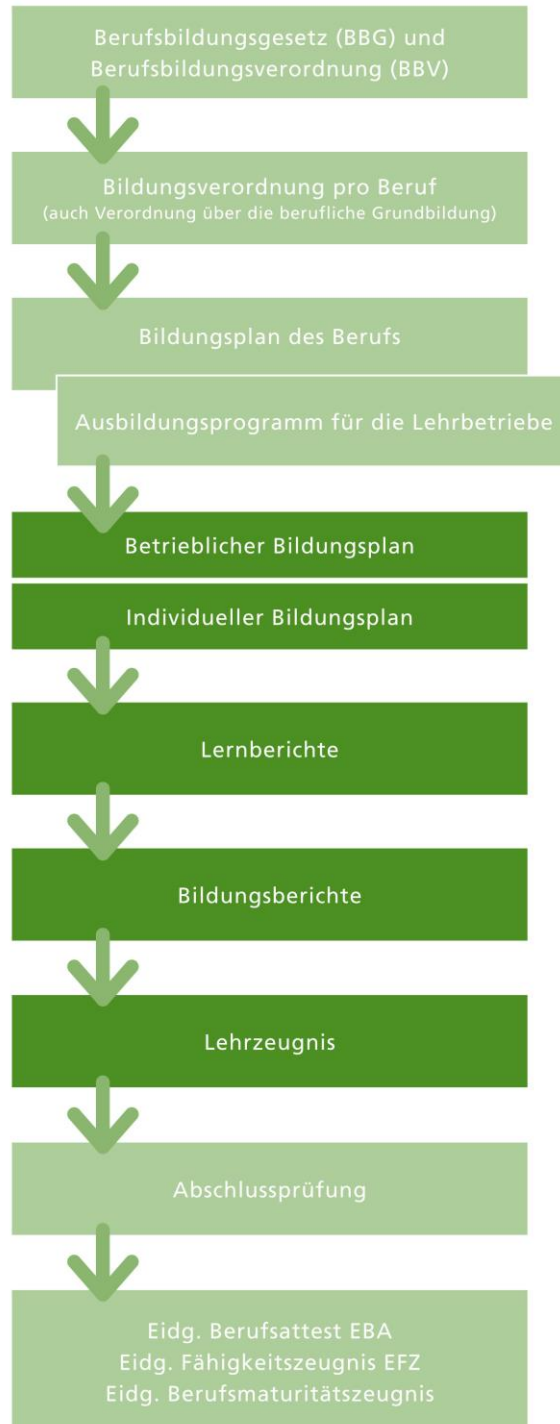 Berufsbildungsgesetz (BBG) und
Berufsbildungsverordnung (BBV)
Bildungsverordnung pro Beruf
(auch Verordnung über die berufliche Grundbildung)
Bildungsplan des Berufs
Ausbildungsprogramm für die Lehrbetriebe
Betrieblicher Bildungsplan
Individueller Bildungsplan
Lernberichte
Bildungsberichte
Lehrzeugnis
Abschlussprüfung
Eidg. Berufsattest EBA
Eidg. Fähigkeitszeugnis EFZ
Eidg. Berufsmaturitätszeugnis